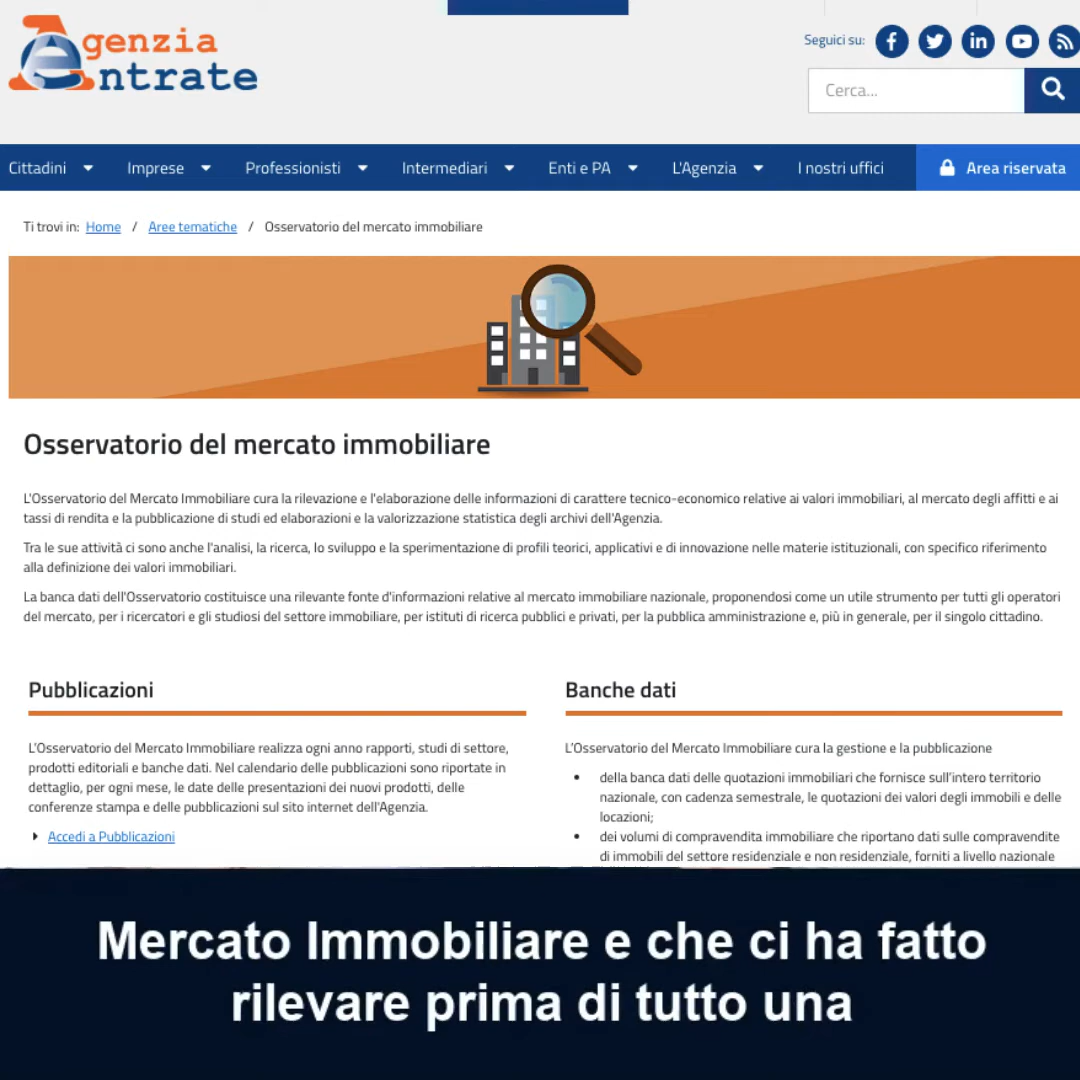 Agenzia
Entrate
Seguici su:
Cerca...
Cittadini Imprese Professionisti Intermediari Enti e PA L'Agenzia I nostri uffici Area riservata
Ti trovi in: Home / Aree tematiche / Osservatorio del mercato immobiliare
Osservatorio del mercato immobiliare
L'Osservatorio del Mercato Immobiliare cura la rilevazione e l'elaborazione delle informazioni di carattere tecnico-economico relative ai valori immobiliari, al mercato degli affitti e ai
tassi di rendita e la pubblicazione di studi ed elaborazioni e la valorizzazione statistica degli archivi dell'Agenzia.
Tra le sue attività ci sono anche l'analisi, la ricerca, lo sviluppo e la sperimentazione di profili teorici, applicativi e di innovazione nelle materie istituzionali, con specifico riferimento
alla definizione dei valori immobiliari.
La banca dati dell'Osservatorio costituisce una rilevante fonte d'informazioni relative al mercato immobiliare nazionale, proponendosi come un utile strumento per tutti gli operatori
del mercato, per i ricercatori e gli studiosi del settore immobiliare, per istituti di ricerca pubblici e privati, per la pubblica amministrazione e, più in generale, per il singolo cittadino.
Pubblicazioni
L'Osservatorio del Mercato Immobiliare realizza ogni anno rapporti, studi di settore,
prodotti editoriali e banche dati. Nel calendario delle pubblicazioni sono riportate in
dettaglio, per ogni mese, le date delle presentazioni dei nuovi prodotti, delle
conferenze stampa e delle pubblicazioni sul sito internet dell'Agenzia.
Accedi a Pubblicazioni
Banche dati
L'Osservatorio del Mercato Immobiliare cura la gestione e la pubblicazione
• della banca dati delle quotazioni immobiliari che fornisce sull'intero territorio
nazionale, con cadenza semestrale, le quotazioni dei valori degli immobili e delle
locazioni;
• dei volumi di compravendita immobiliare che riportano dati sulle compravendite
di immobili del settore residenziale e non residenziale, forniti a livello nazionale
Mercato Immobiliare e che ci ha fatto
rilevare prima di tutto una